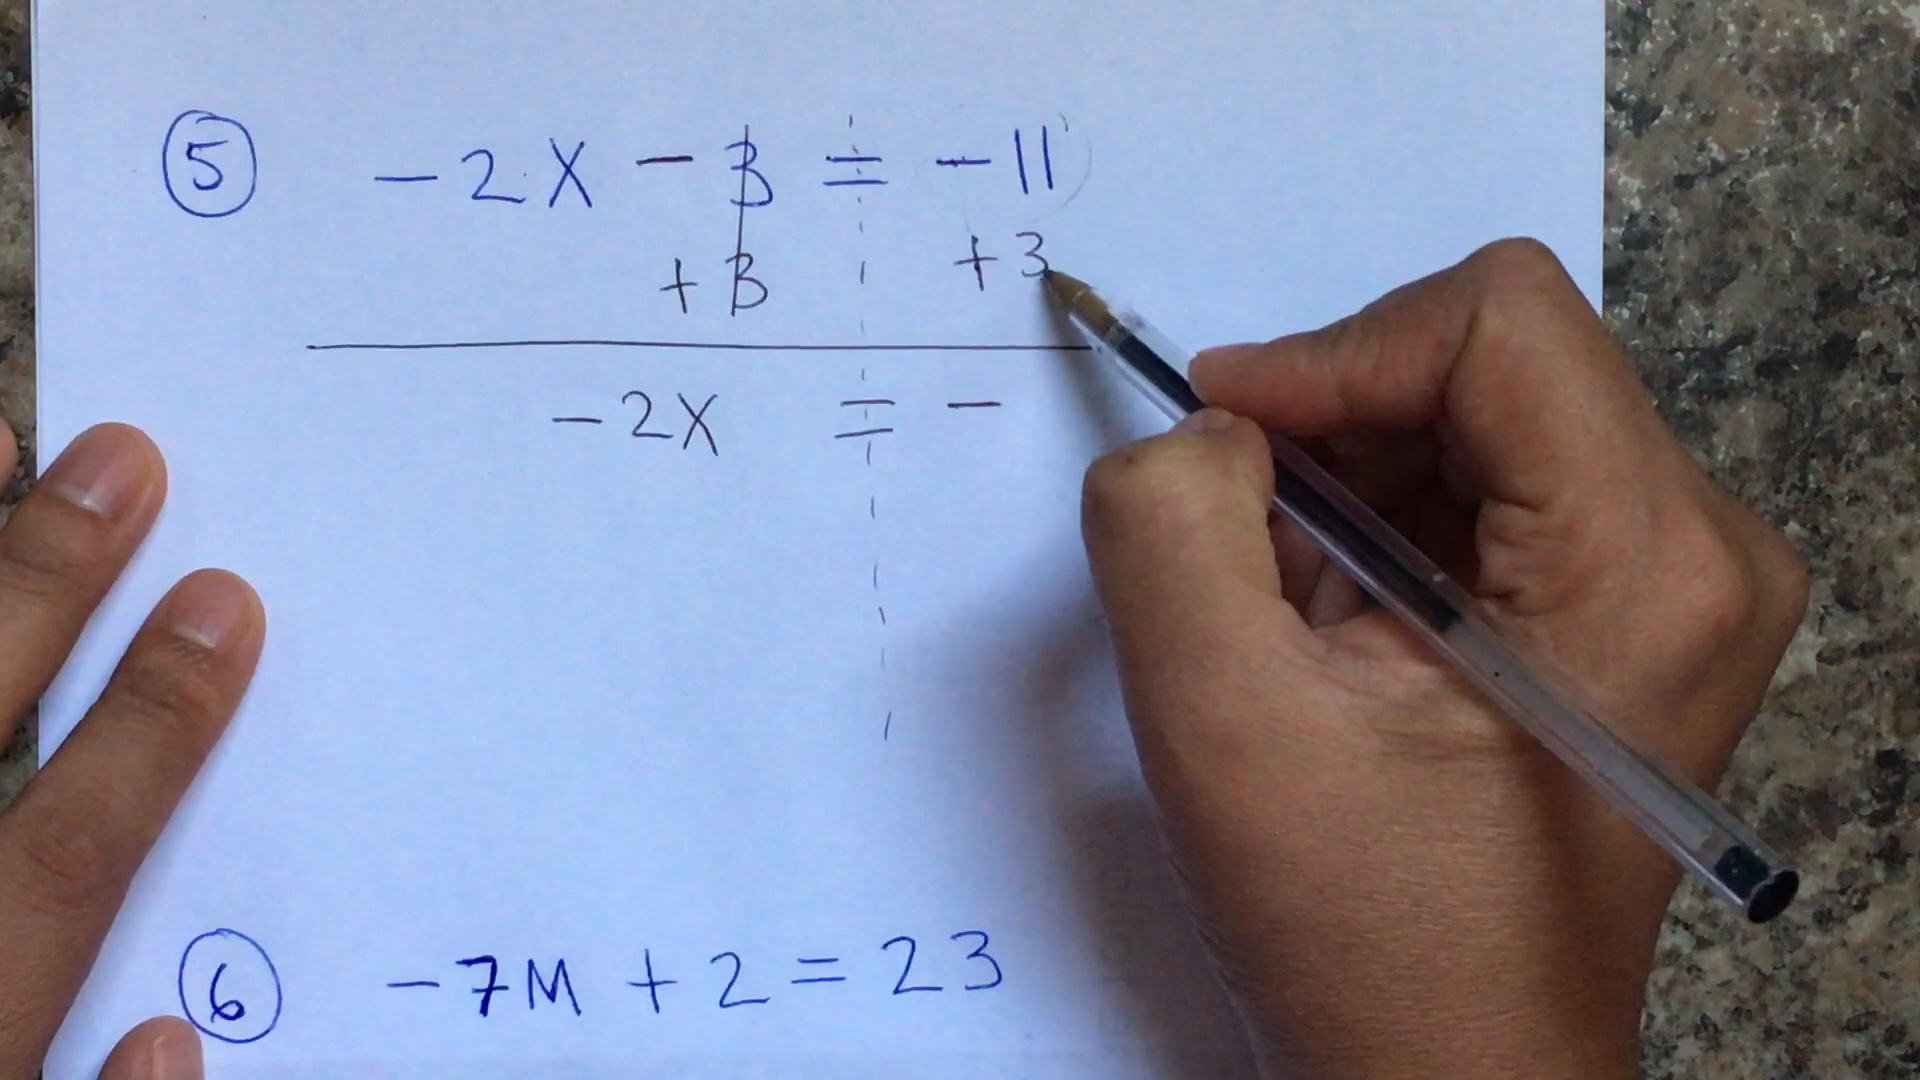 5 -2X - 3 = -11
+3 +3
-2X = -
6 -7M + 2 = 23